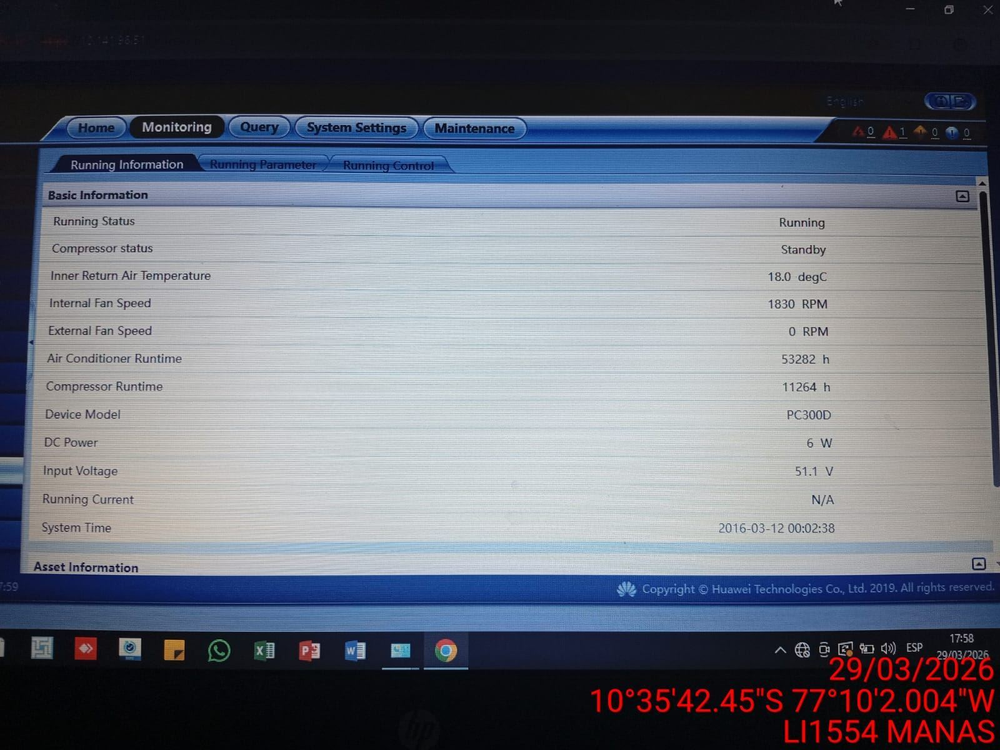 English
Home Monitoring Query System Settings Maintenance 0 1 0 0
Running Information Running Parameter Running Control
Basic Information
Running Status Running
Compressor status Standby
Inner Return Air Temperature 18.0 degC
Internal Fan Speed 1830 RPM
External Fan Speed 0 RPM
Air Conditioner Runtime 53282 h
Compressor Runtime 11264 h
Device Model PC300D
DC Power 6 W
Input Voltage 51.1 V
Running Current N/A
System Time 2016-03-12 00:02:38
Asset Information
:59 Copyright © Huawei Technologies Co., Ltd. 2019. All rights reserved.
ESP 17:58
29/03/2026
29/03/2026
10°35'42.45"S 77°10'2.004"W
LI1554 MANAS
hp